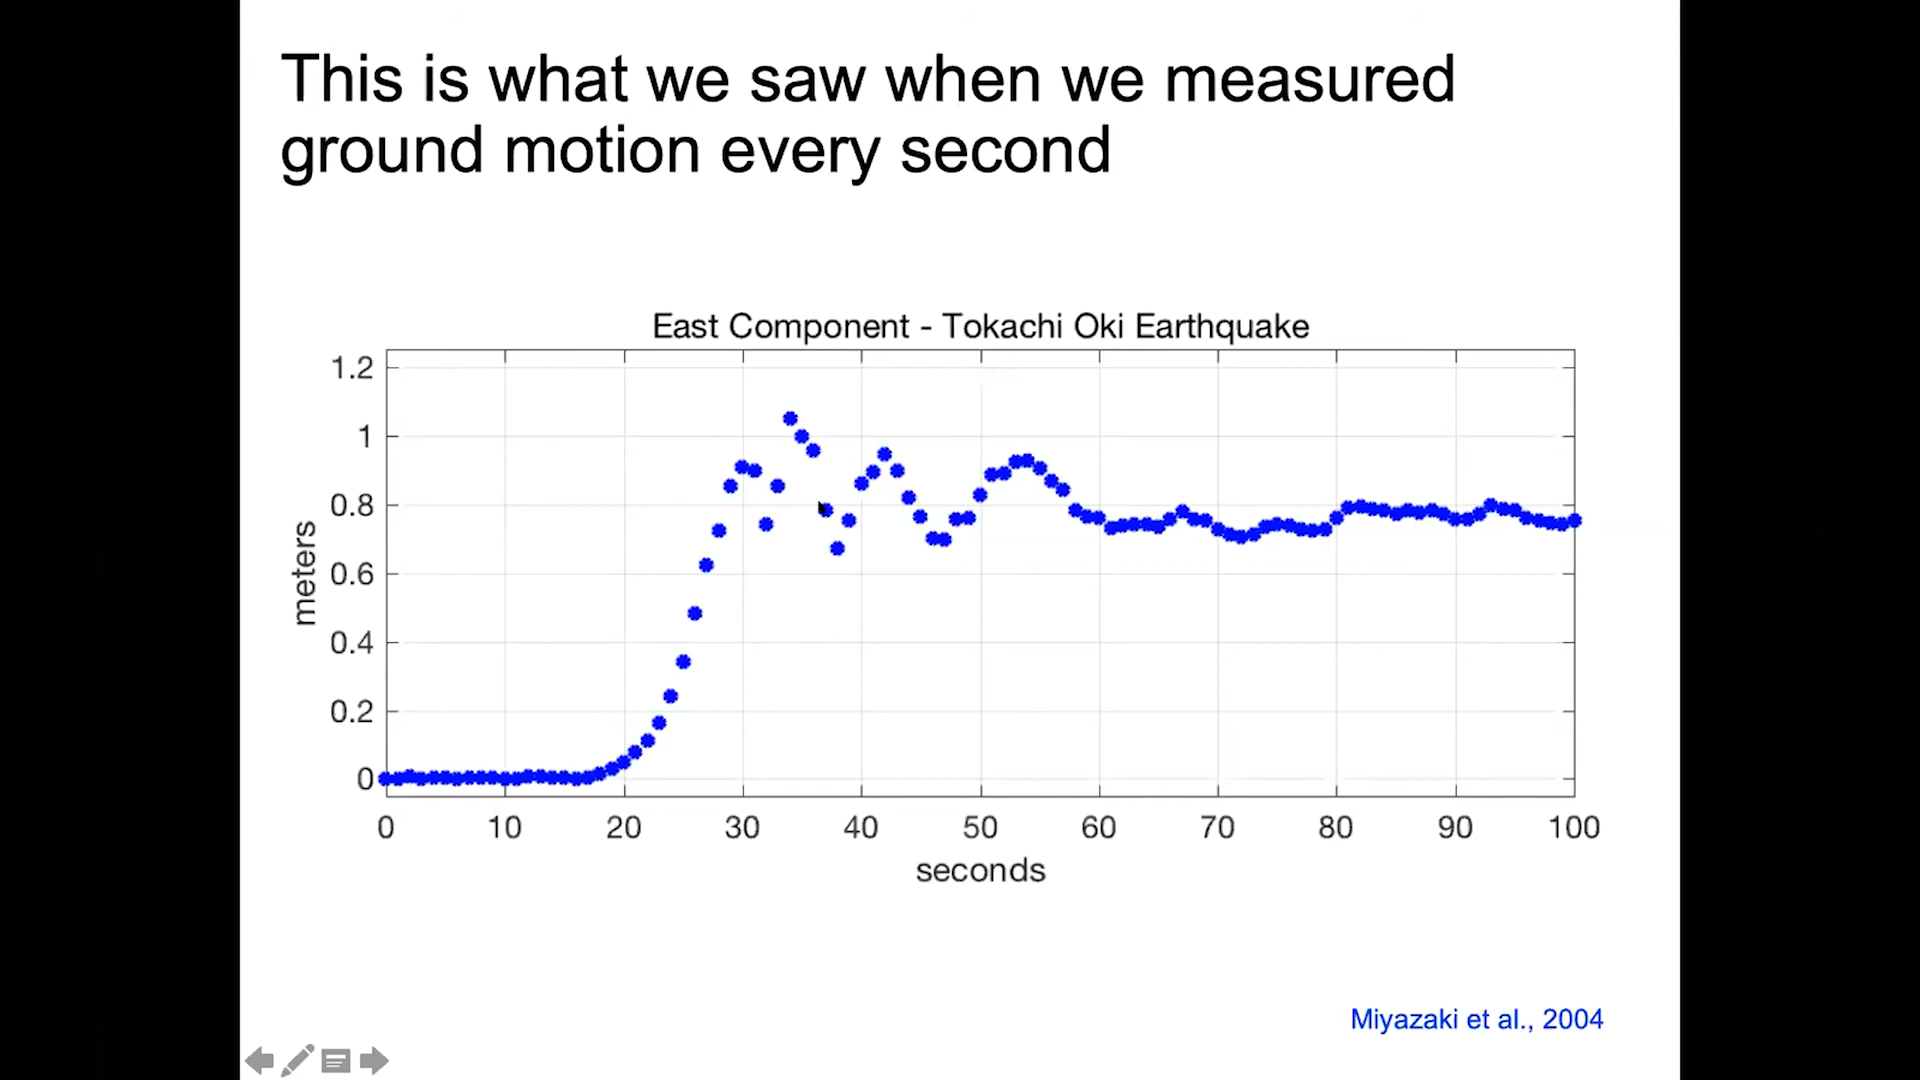 This is what we saw when we measured
ground motion every second
East Component - Tokachi Oki Earthquake
1.2
1
0.8
0.6
0.4
0.2
0
meters
0 10 20 30 40 50 60 70 80 90 100
seconds
Miyazaki et al., 2004